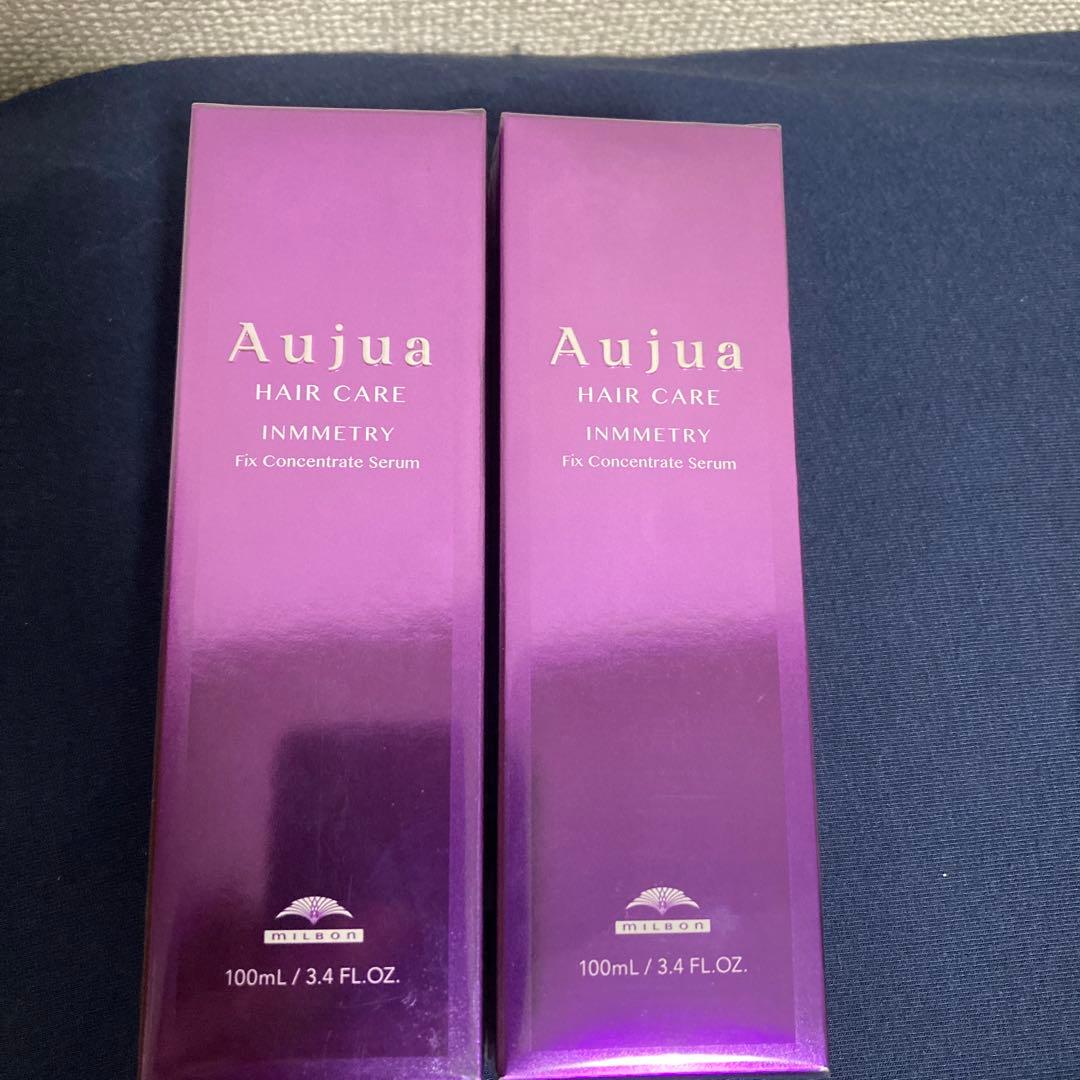 Aujua
HAIR CARE
INMMETRY
Fix Concentrate Serum
MILBON
100mL / 3.4 FL.OZ.
Aujua
HAIR CARE
INMMETRY
Fix Concentrate Serum
MILBON
100mL / 3.4 FL.OZ.